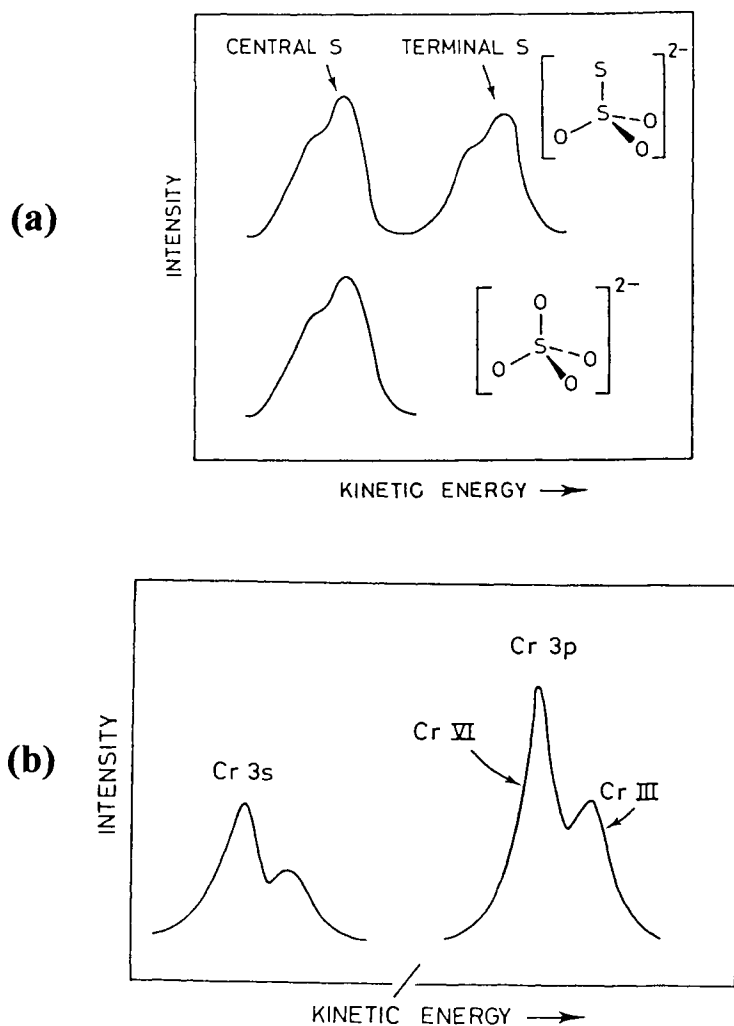 (a)
INTENSITY
CENTRAL S
TERMINAL S
S
S
O
O
O
2-
O
S
O
O
O
2-
KINETIC ENERGY
(b)
INTENSITY
Cr 3s
Cr 3p
Cr VI
Cr III
KINETIC ENERGY